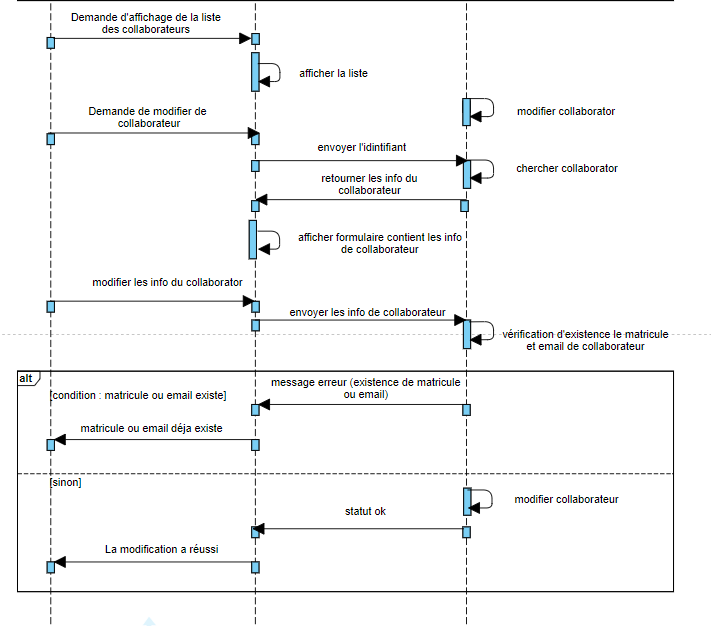 Demande d'affichage de la liste
des collaborateurs
afficher la liste
modifier collaborator
Demande de modifier de
collaborateur
envoyer l'idintifiant
chercher collaborator
retourner les info du
collaborateur
afficher formulaire contient les info
de collaborateur
modifier les info du collaborator
envoyer les info de collaborateur
vérification d'existence le matricule
et email de collaborateur
alt
[condition : matricule ou email existe]
message erreur (existence de matricule
ou email)
matricule ou email déja existe
[sinon]
modifier collaborateur
statut ok
La modification a réussi